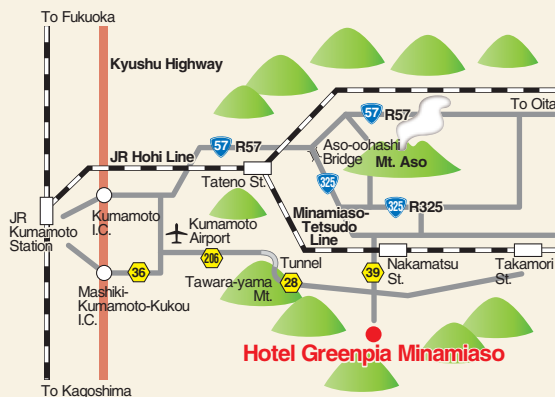 To Fukuoka
Kyushu Highway
57
R57
To Oita
57
R57
Aso-oohashi
Bridge
Mt. Aso
JR Hohi Line
Tateno St.
325
325
R325
Kumamoto
I.C.
JR
Kumamoto
Station
Kumamoto
Airport
Minamiaso-
Tetsudo
Line
36
206
Tunnel
39
Nakamatsu
St.
Takamori
St.
Mashiki-
Kumamoto-Kukou
I.C.
Tawara-yama
Mt.
28
Hotel Greenpia Minamiaso
To Kagoshima